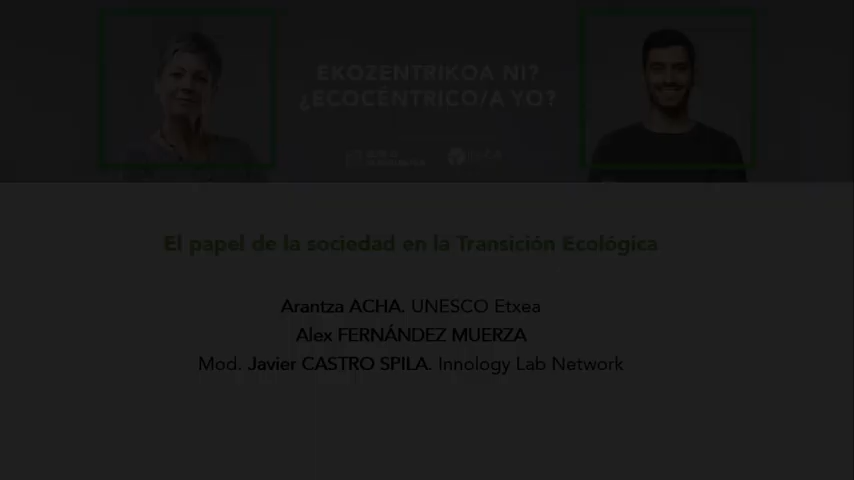 EKOZENTRIKOA NI?
¿ECOCÉNTRICO/A YO?
El papel de la sociedad en la Transición Ecológica
Arantza ACHA. UNESCO Etxea
Alex FERNÁNDEZ MUERZA
Mod. Javier CASTRO SPILA. Innology Lab Network